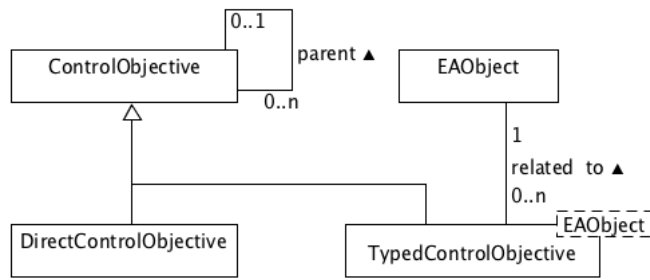 0..1
ControlObjective
parent ▲
EAObject
0..n
1
related to ▲
0..n
EAObject
DirectControlObjective
TypedControlObjective